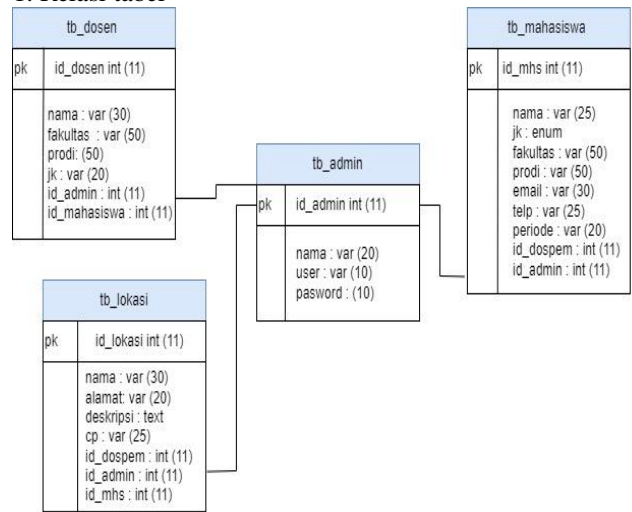 1. Relasi tabel
tb_dosen
pk id_dosen int (11)
nama : var (30)
fakultas : var (50)
prodi: (50)
jk : var (20)
id_admin : int (11)
id_mahasiswa : int (11)
tb_admin
pk id_admin int (11)
nama : var (20)
user : var (10)
pasword : (10)
tb_mahasiswa
pk id_mhs int (11)
nama : var (25)
jk : enum
fakultas : var (50)
prodi : var (50)
email : var (30)
telp : var (25)
periode : var (20)
id_dospem : int (11)
id_admin : int (11)
tb_lokasi
pk id_lokasi int (11)
nama : var (30)
alamat: var (20)
deskripsi : text
cp : var (25)
id_dospem : int (11)
id_admin : int (11)
id_mhs : int (11)